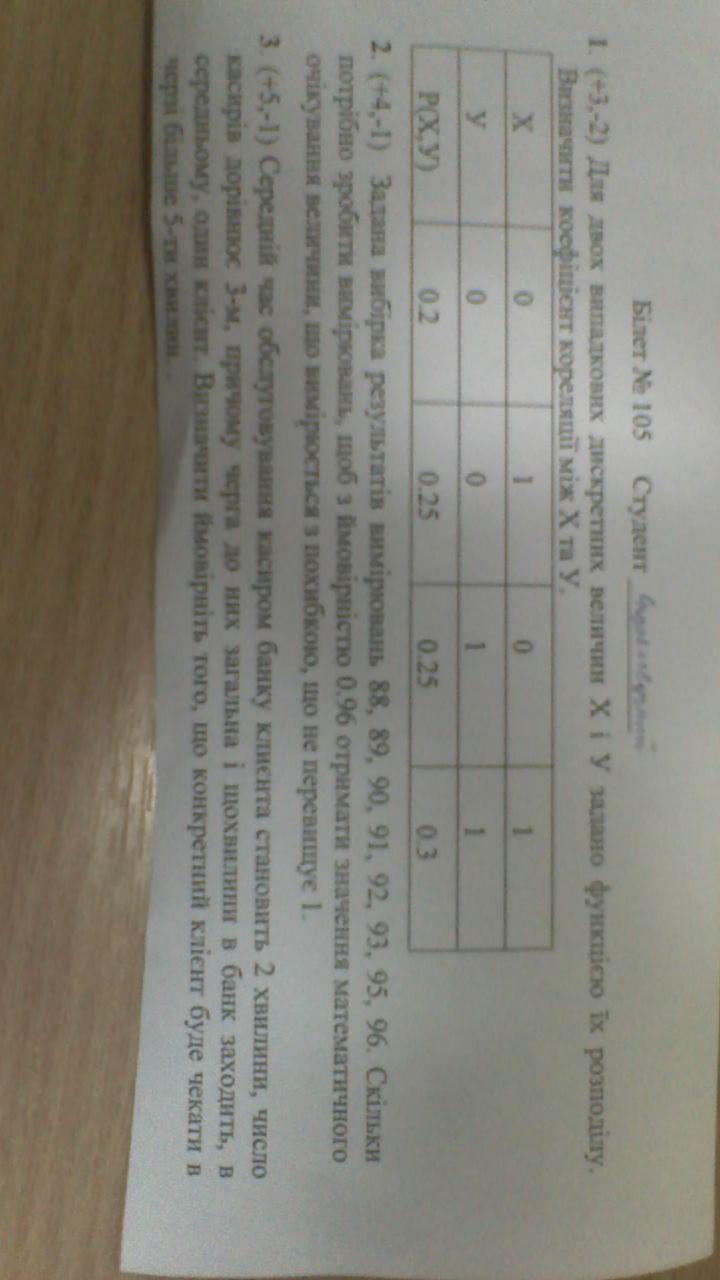 Білет № 105 Студент
1. (+3,-2) Для двох випадкових дискретних величин X і У задано функцією їх розподілу.
Визначити коефіцієнт кореляції між X та У.
X 0 1 0 1
У 0 0 1 1
P(X,У) 0.2 0.25 0.25 0.3
2. (+4,-1) Задана вибірка результатів вимірювань 88, 89, 90, 91, 92, 93, 95, 96. Скільки
потрібно зробити вимірювань, щоб з ймовірністю 0.96 отримати значення математичного
очікування величини, що вимірюється з похибкою, що не перевищує 1.
3. (+5,-1) Середній час обслуговування касиром банку клієнта становить 2 хвилини, число
касирів дорівнює 3-м, причому черга до них загальна і щохвилини в банк заходить, в
середньому, один клієнт. Визначити ймовірніть того, що конкретний клієнт буде чекати в
черзі більше 5-ти хвилин.